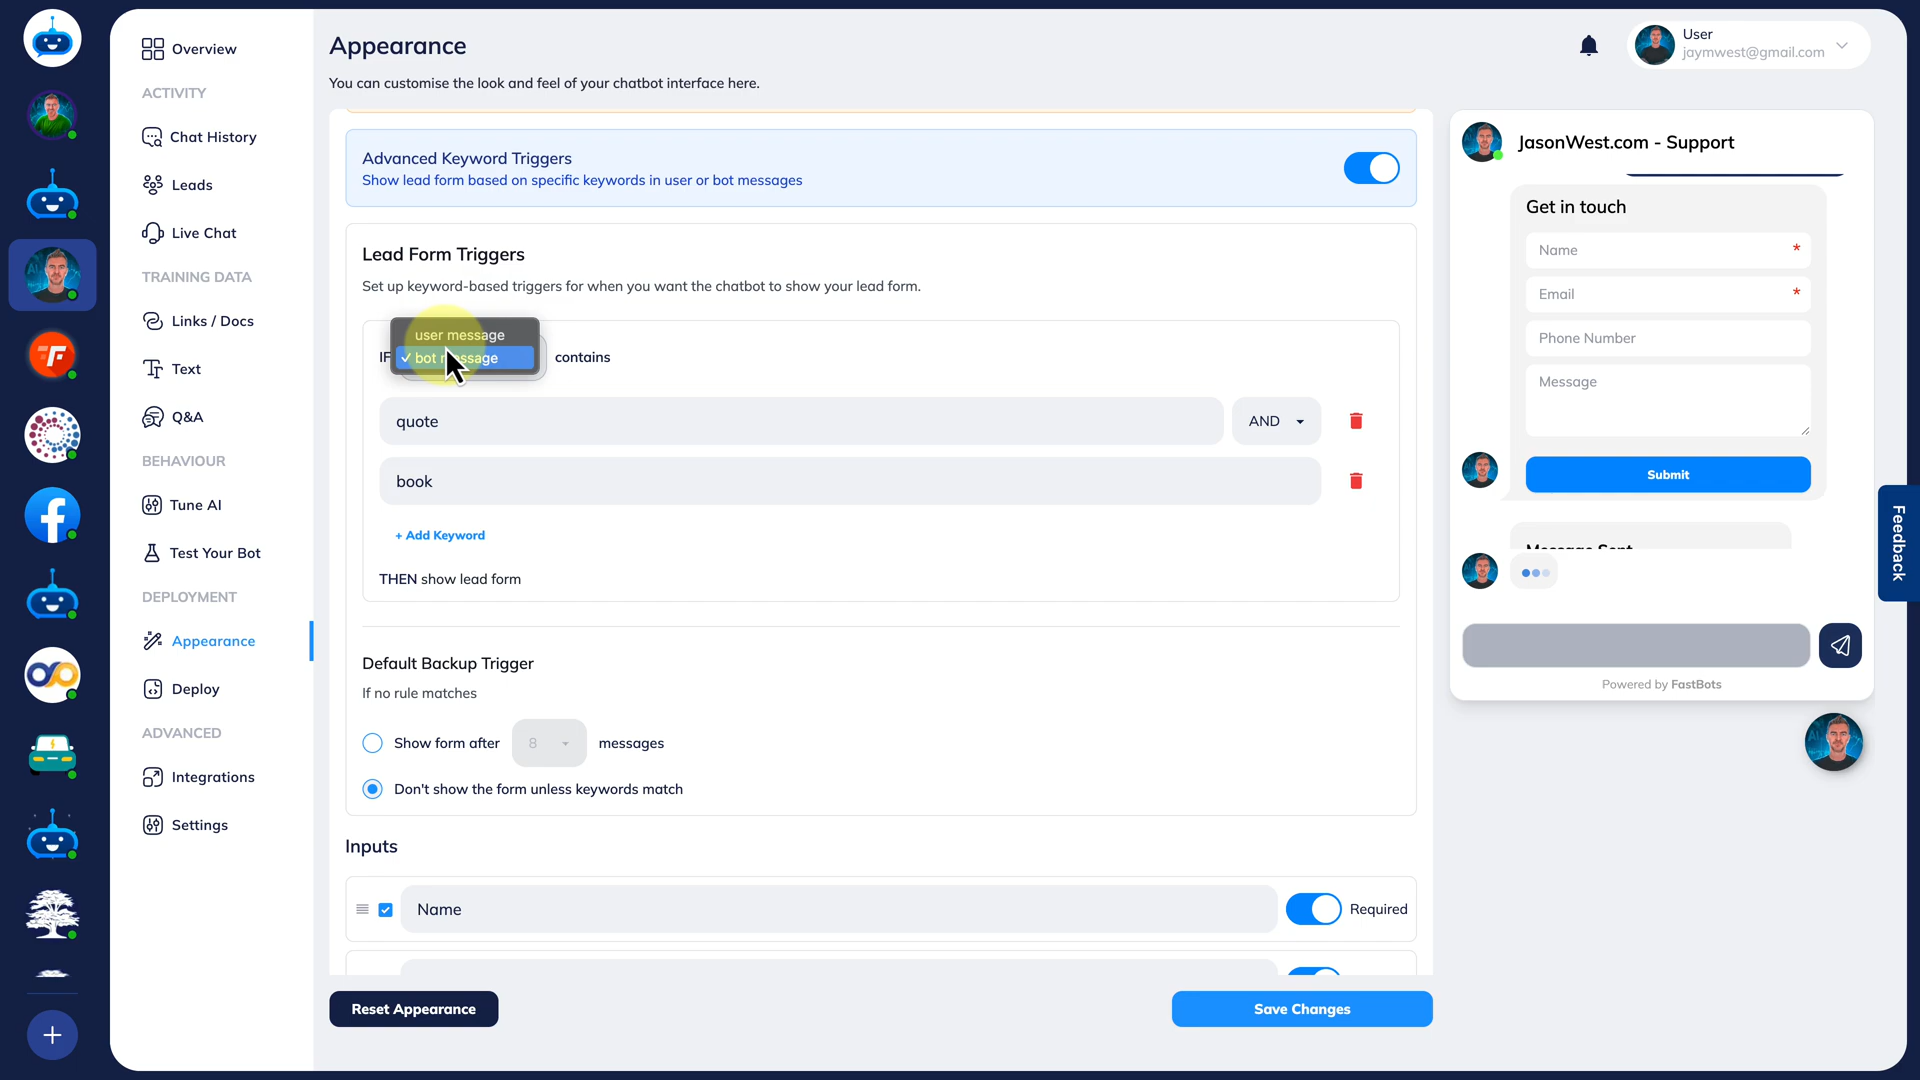 Overview
ACTIVITY
Chat History
Leads
Live Chat
TRAINING DATA
Links / Docs
Text
Q&A
BEHAVIOUR
Tune AI
Test Your Bot
DEPLOYMENT
Appearance
Deploy
ADVANCED
Integrations
Settings
Appearance
You can customise the look and feel of your chatbot interface here.
User
jaymwest@gmail.com
Advanced Keyword Triggers
Show lead form based on specific keywords in user or bot messages
Lead Form Triggers
Set up keyword-based triggers for when you want the chatbot to show your lead form.
user message
IF ✓ bot message contains
quote AND
book
+ Add Keyword
THEN show lead form
Default Backup Trigger
If no rule matches
Show form after 8 messages
Don't show the form unless keywords match
Inputs
Name Required
Reset Appearance
Save Changes
JasonWest.com - Support
Get in touch
Name *
Email *
Phone Number
Message
Submit
Message Sent
Powered by FastBots
Feedback